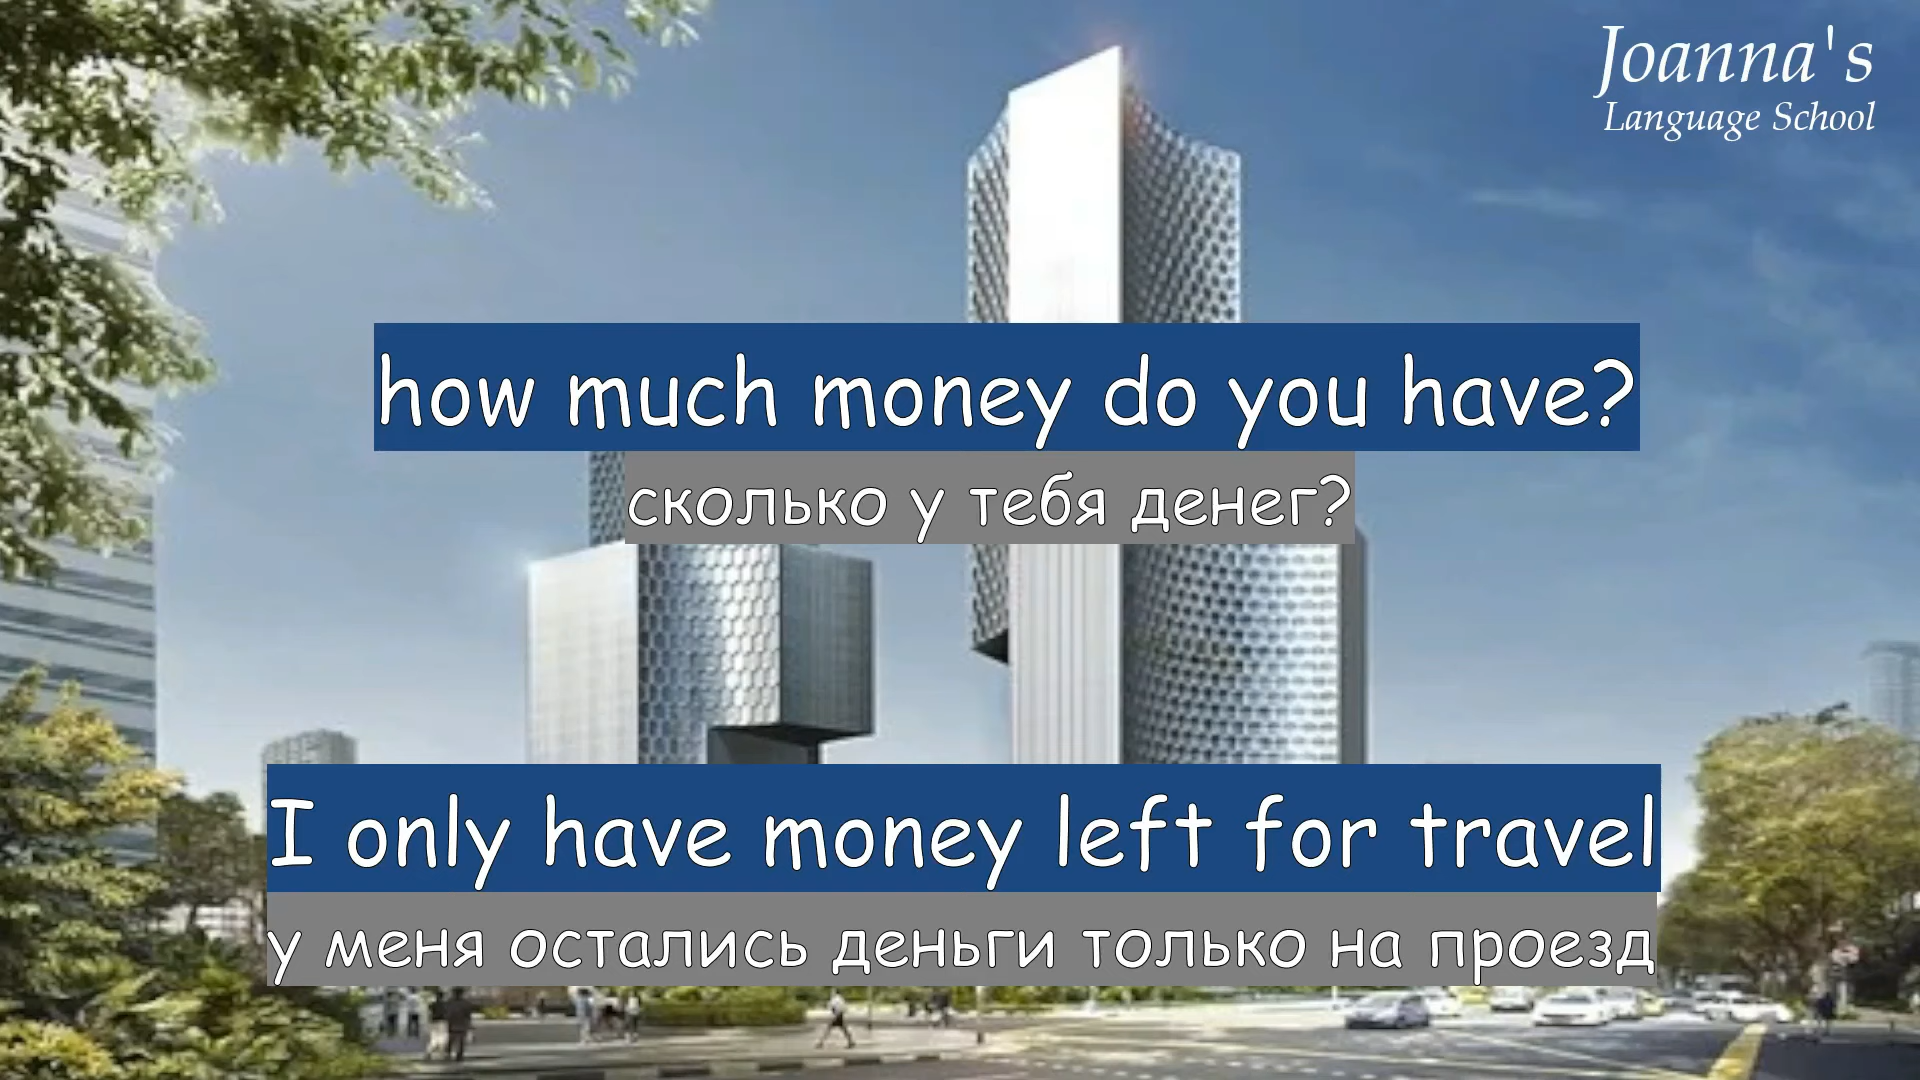 Joanna's
Language School
how much money do you have?
сколько у тебя денег?
I only have money left for travel
у меня остались деньги только на проезд